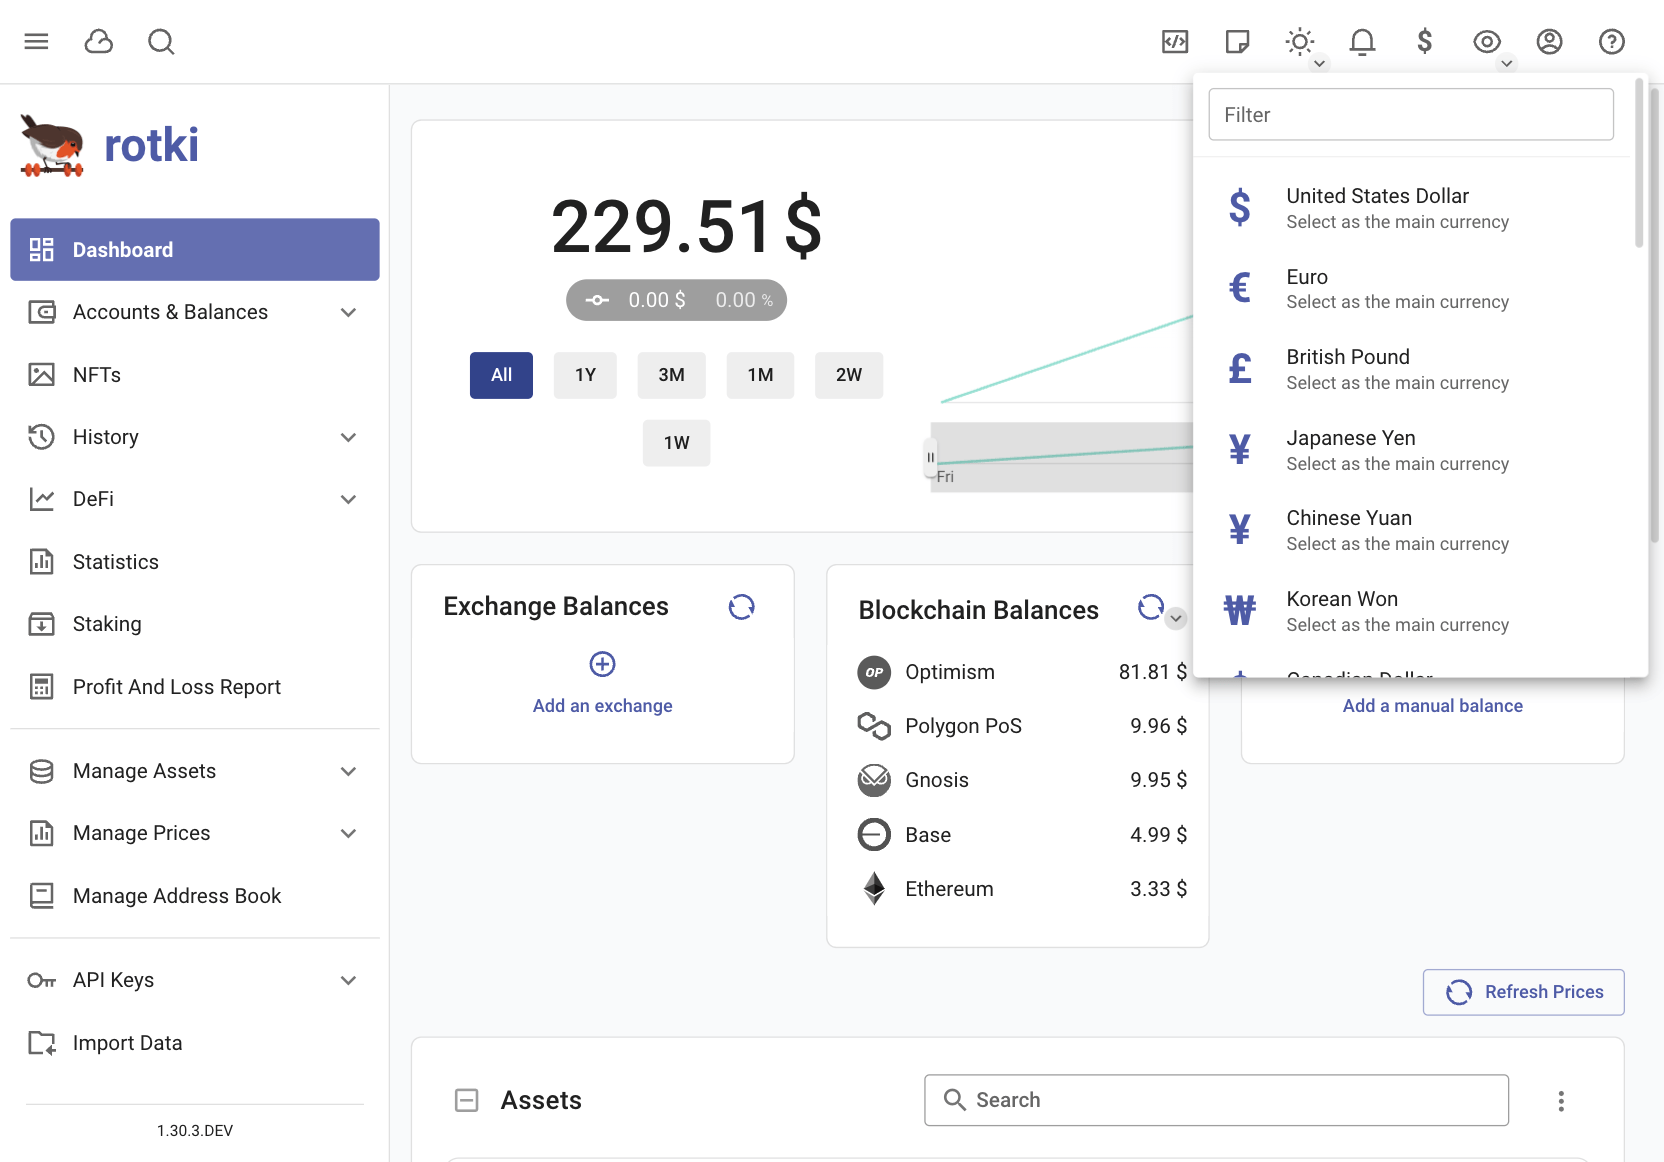 Filter
rotki
United States Dollar
Select as the main currency
Euro
Select as the main currency
British Pound
Select as the main currency
Japanese Yen
Select as the main currency
Chinese Yuan
Select as the main currency
Korean Won
Select as the main currency
Canadian Dollar
Dashboard
Accounts & Balances
NFTs
History
DeFi
Statistics
Staking
Profit And Loss Report
Manage Assets
Manage Prices
Manage Address Book
API Keys
Import Data
1.30.3.DEV
229.51 $
0.00 $ 0.00 %
All 1Y 3M 1M 2W
1W
Fri
Exchange Balances
Add an exchange
Blockchain Balances
OP Optimism 81.81 $
Polygon PoS 9.96 $
Gnosis 9.95 $
Base 4.99 $
Ethereum 3.33 $
Add a manual balance
Refresh Prices
Assets
Search